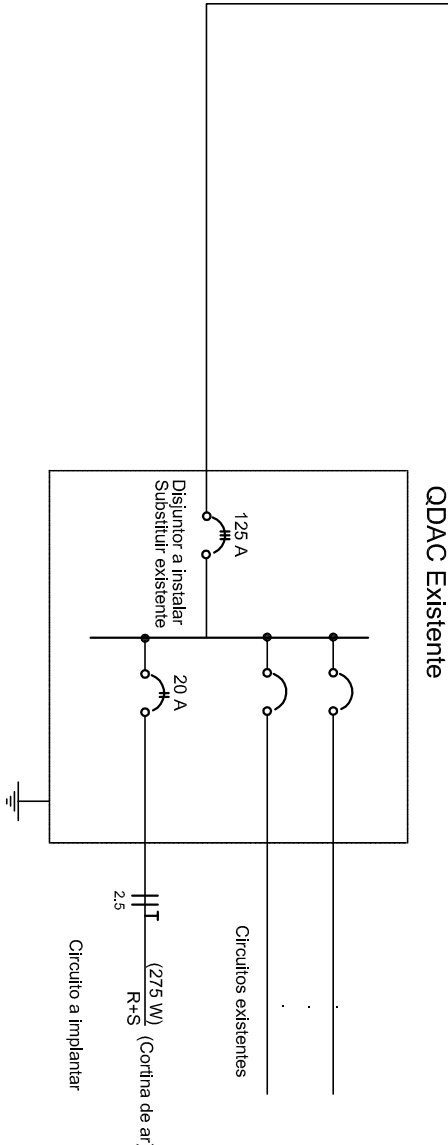 QDAC Existente
125 A
Disjuntor a instalar
Substituir existente
20 A
Circuitos existentes
2.5
T
(275 W)
R+S (Cortina de ar)
Circuito a implantar